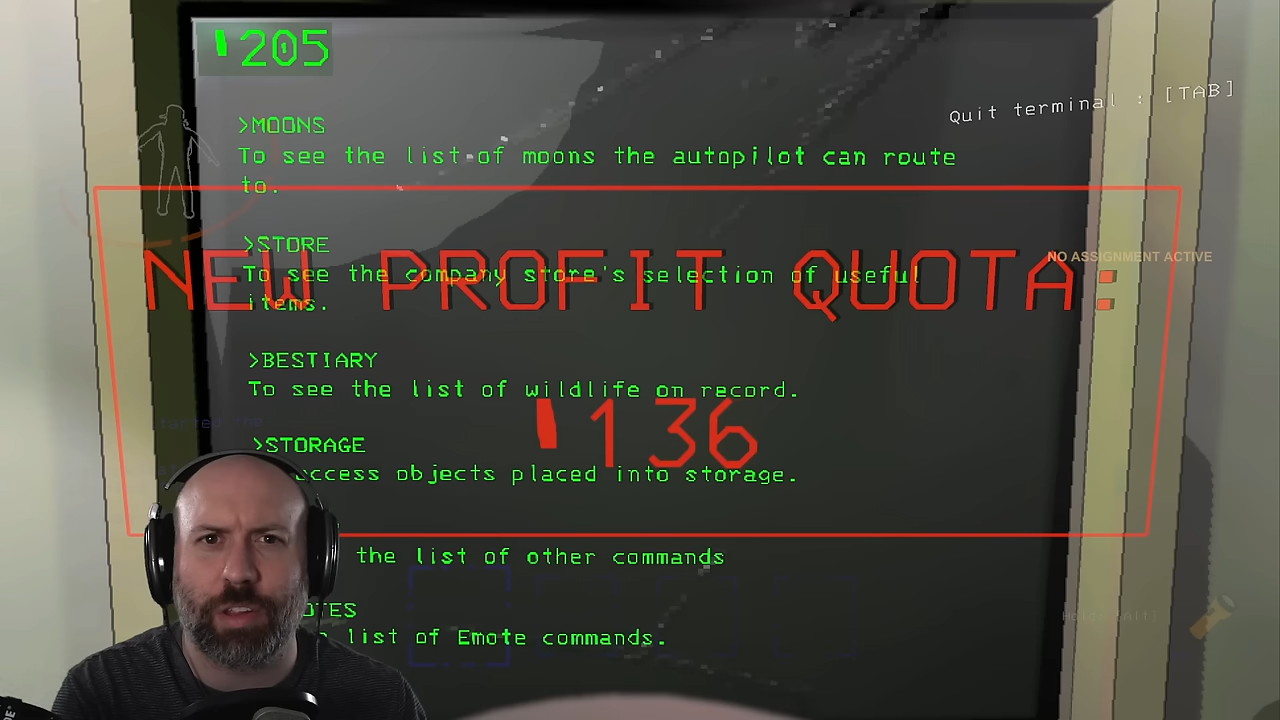 205
Quit terminal : [TAB]
>MOONS
To see the list of moons the autopilot can route
to.
>STORE
To see the company store's selection of useful
items.
NEW PROFIT QUOTA:
NO ASSIGNMENT ACTIVE
>BESTIARY
To see the list of wildlife on record.
136
>STORAGE
access objects placed into storage.
the list of other commands
list of Emote commands.